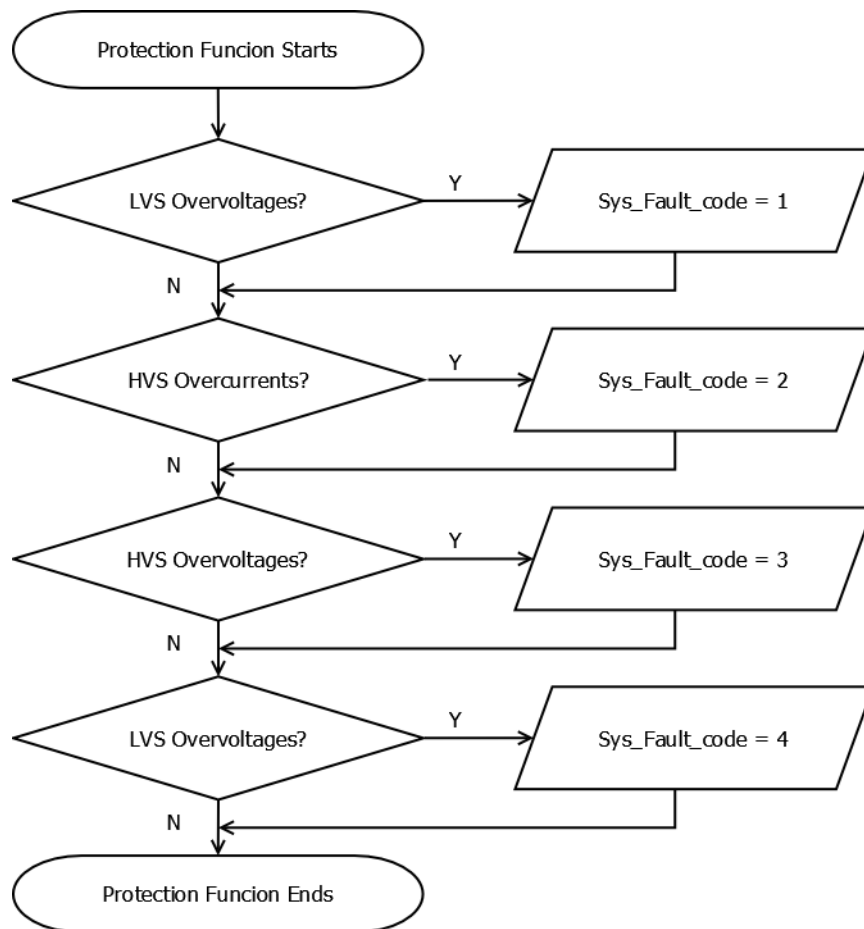 Protection Funcion Starts
LVS Overvoltages?
Y
Sys_Fault_code = 1
N
HVS Overcurrents?
Y
Sys_Fault_code = 2
N
HVS Overvoltages?
Y
Sys_Fault_code = 3
N
LVS Overvoltages?
Y
Sys_Fault_code = 4
N
Protection Funcion Ends